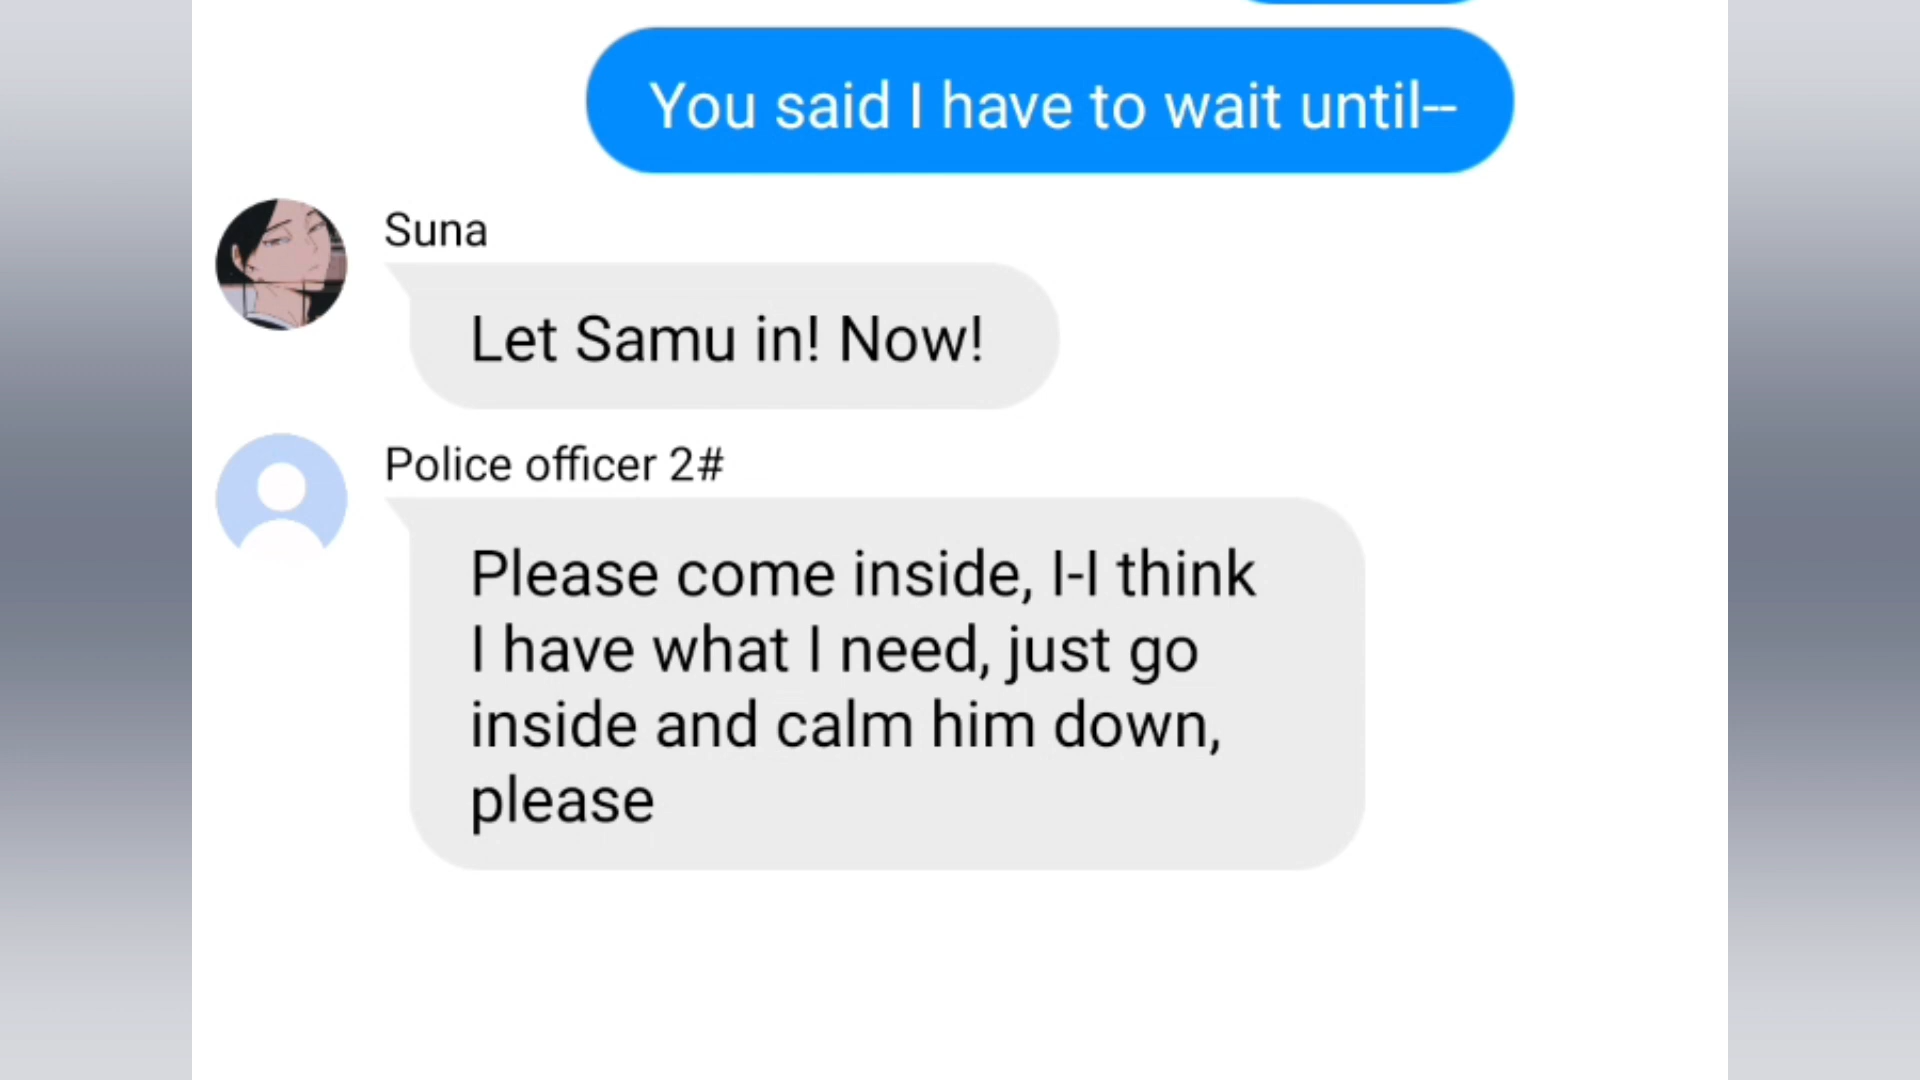 You said I have to wait until--
Suna
Let Samu in! Now!
Police officer 2#
Please come inside, I-I think
I have what I need, just go
inside and calm him down,
please